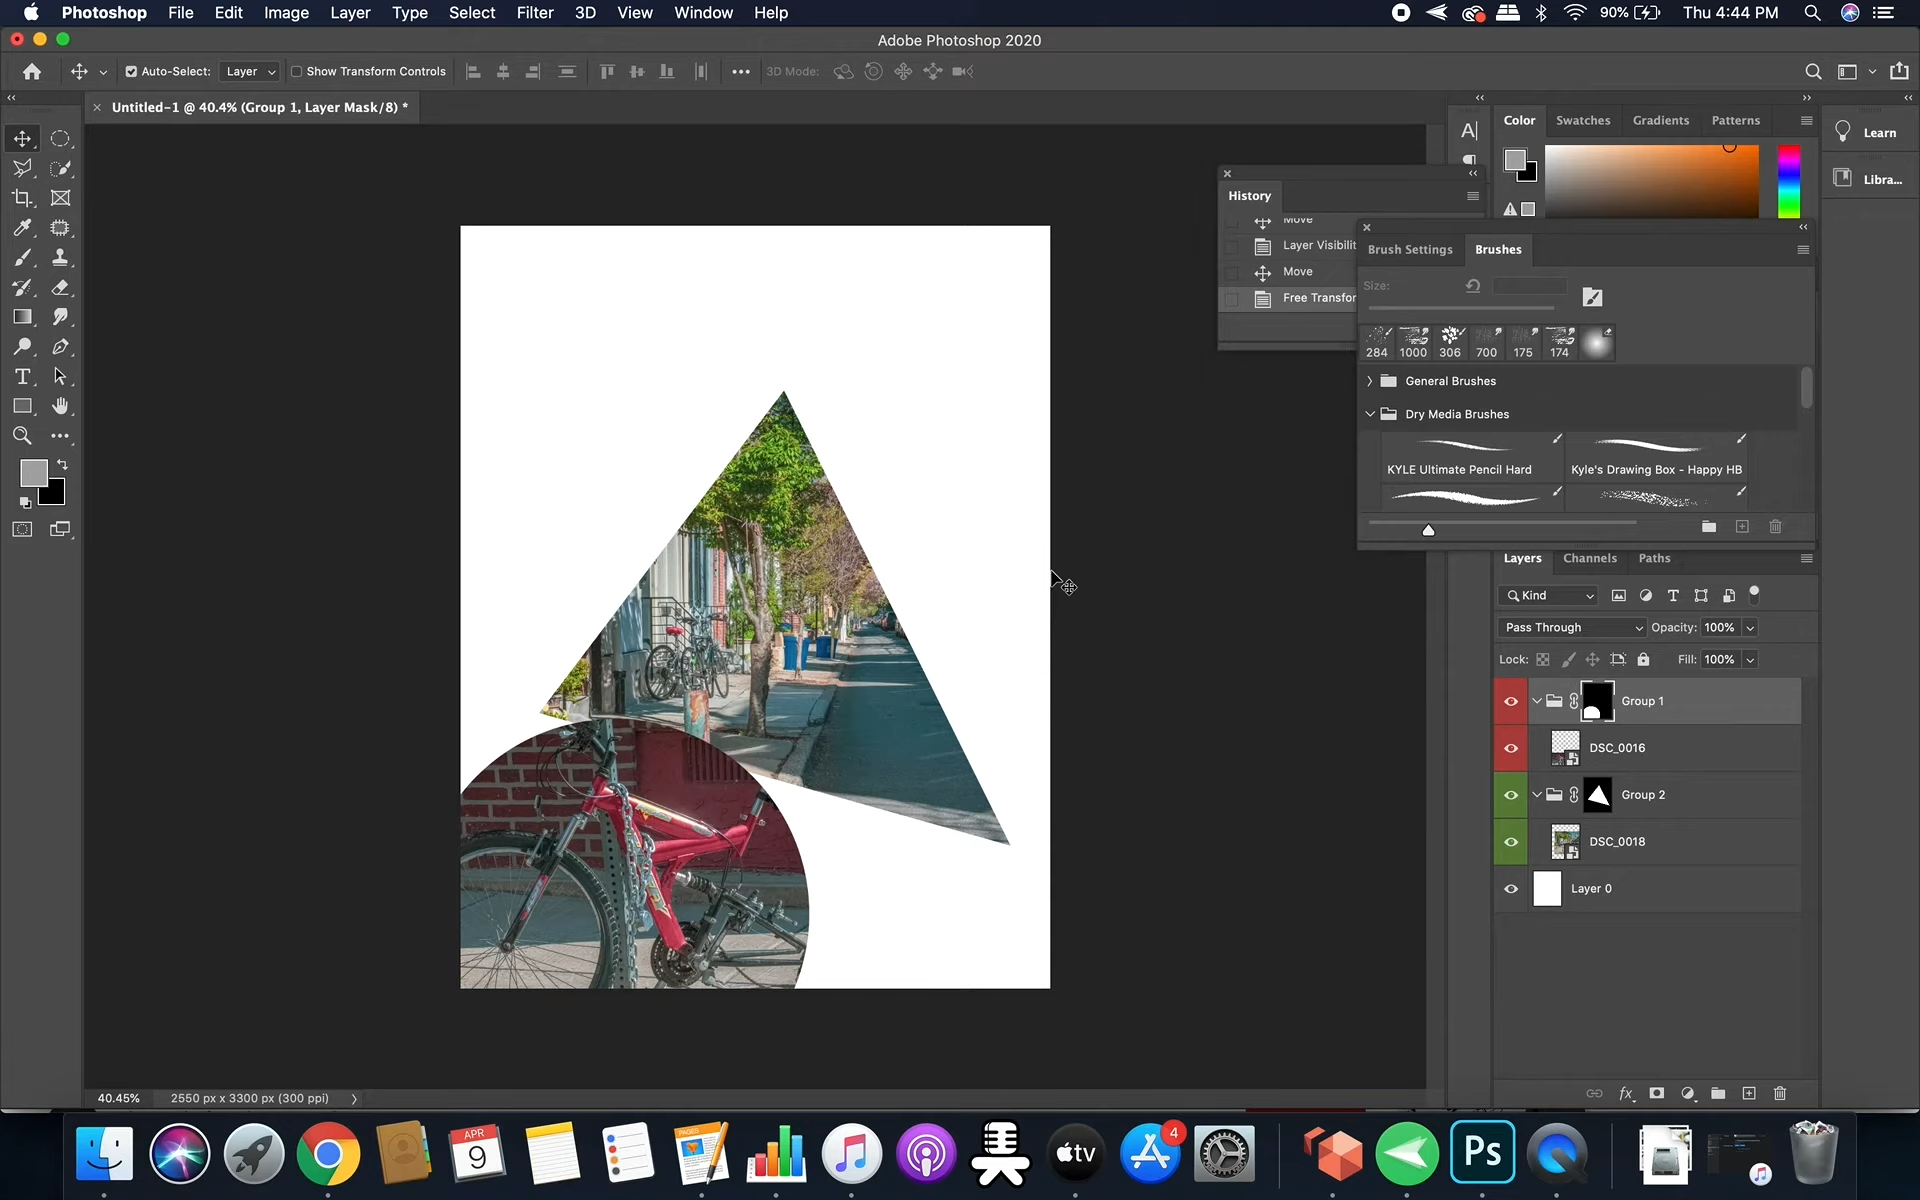 Photoshop File Edit Image Layer Type Select Filter 3D View Window Help 90% Thu 4:44 PM
Adobe Photoshop 2020
Auto-Select: Layer Show Transform Controls 3D Mode:
Untitled-1 @ 40.4% (Group 1, Layer Mask/8) *
Color Swatches Gradients Patterns
Learn
Libra...
History
Move
Layer Visibilit
Move
Free Transfor
Brush Settings Brushes
Size:
284 1000 306 700 175 174
General Brushes
Dry Media Brushes
KYLE Ultimate Pencil Hard Kyle's Drawing Box - Happy HB
Layers Channels Paths
Kind
Pass Through Opacity: 100%
Lock: Fill: 100%
Group 1
DSC_0016
Group 2
DSC_0018
Layer 0
40.45% 2550 px x 3300 px (300 ppi)
APR
9
PAGES
tv
4
Ps